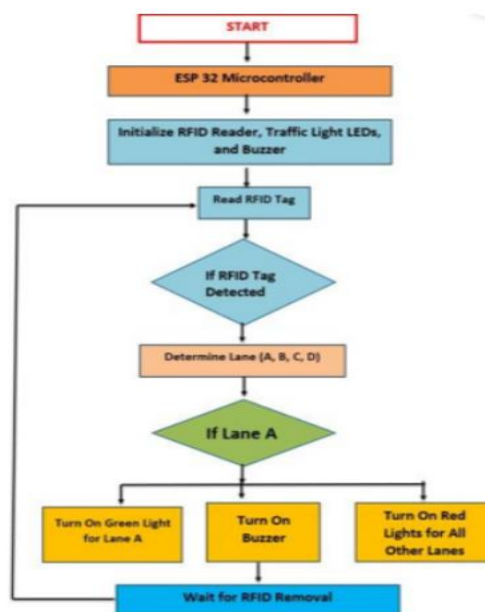 START
ESP 32 Microcontroller
Initialize RFID Reader, Traffic Light LEDs,
and Buzzer
Read RFID Tag
If RFID Tag
Detected
Determine Lane (A, B, C, D)
If Lane A
Turn On Green Light
for Lane A
Turn On
Buzzer
Turn On Red
Lights for All
Other Lanes
Wait for RFID Removal